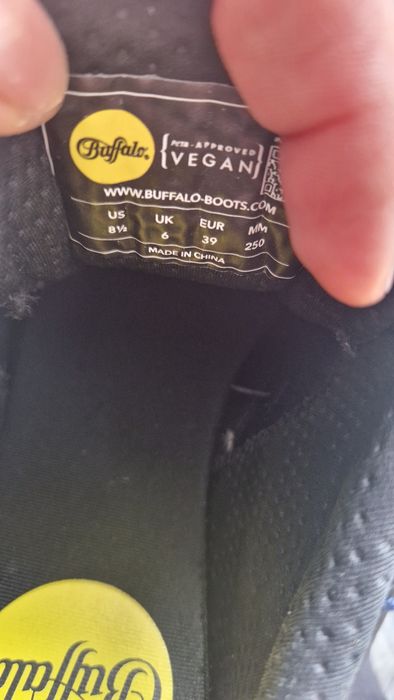 Buffalo®
PETA-APPROVED
VEGAN
WWW.BUFFALO-BOOTS.COM
US UK EUR MM
8½ 6 39 250
MADE IN CHINA
Buffalo